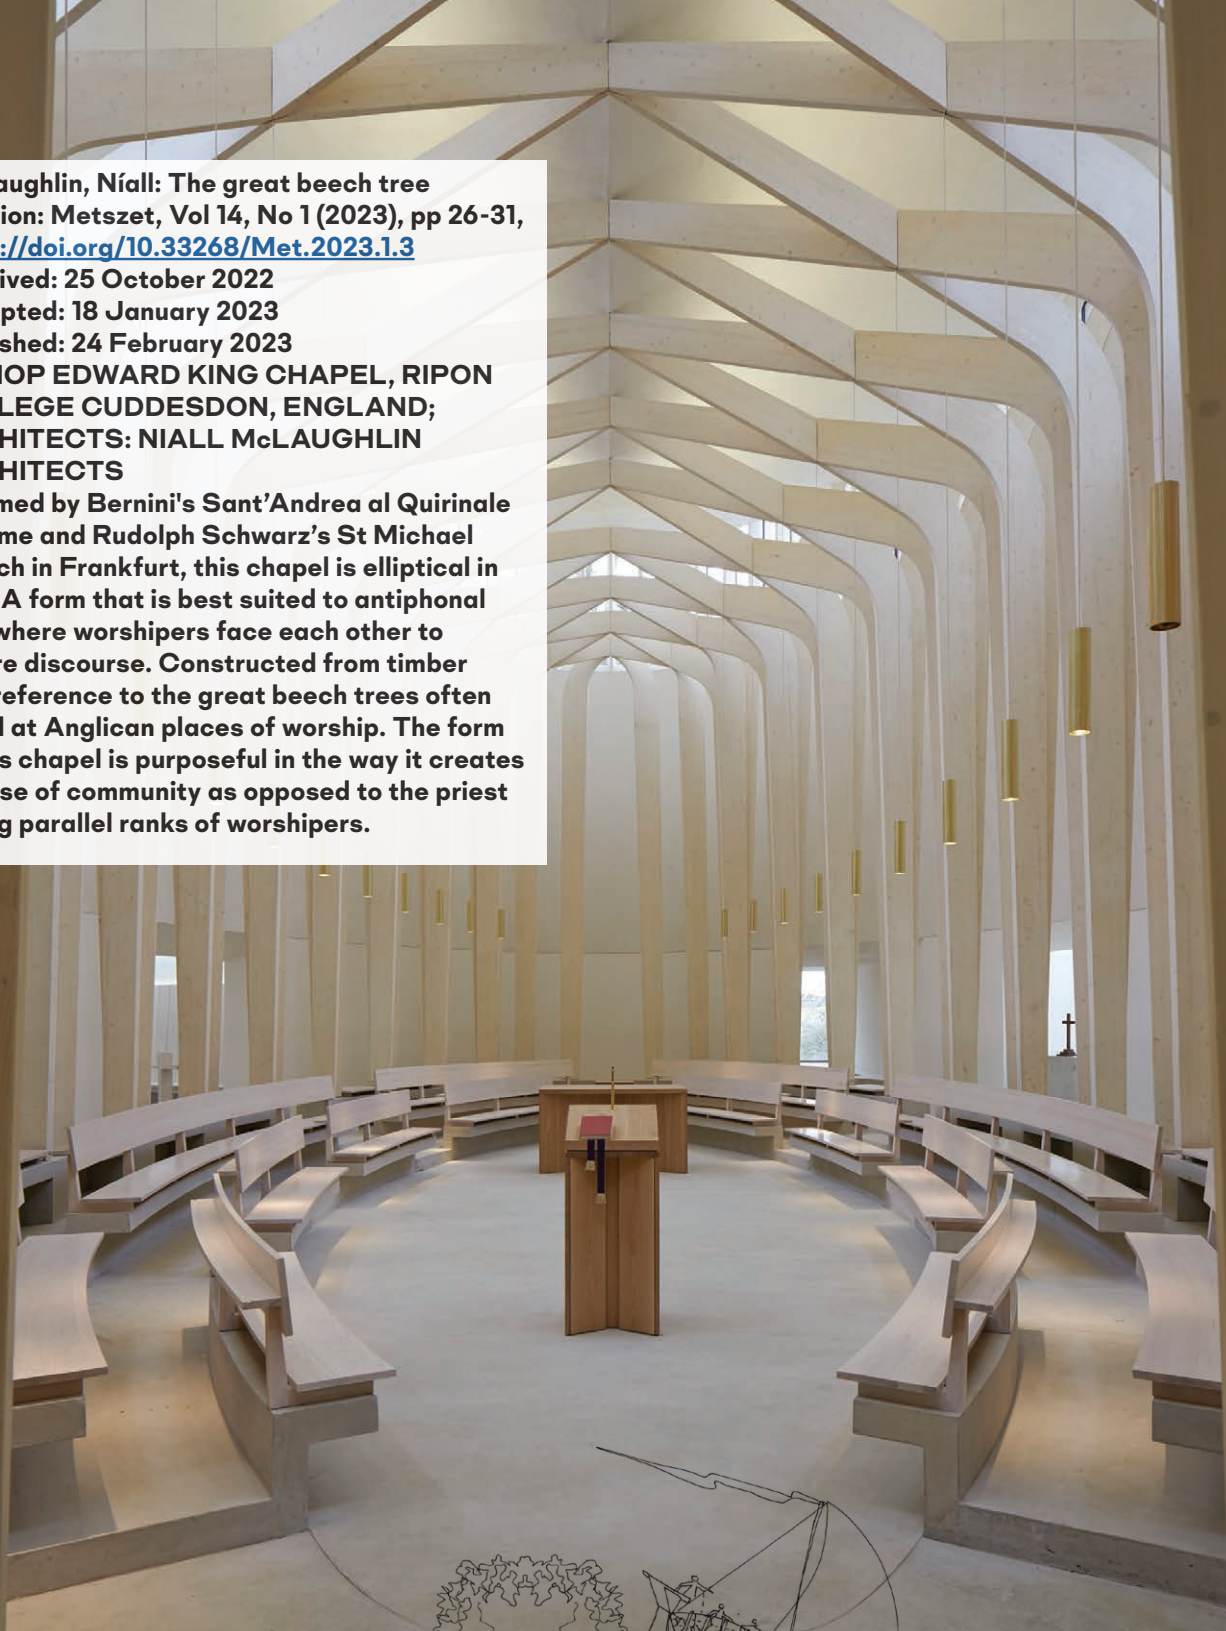 aughlin, Níall: The great beech tree
ion: Metszet, Vol 14, No 1 (2023), pp 26-31,
://doi.org/10.33268/Met.2023.1.3
ived: 25 October 2022
pted: 18 January 2023
shed: 24 February 2023
HOP EDWARD KING CHAPEL, RIPON
LEGE CUDDESDON, ENGLAND;
HITECTS: NIALL McLAUGHLIN
HITECTS
med by Bernini's Sant’Andrea al Quirinale
me and Rudolph Schwarz’s St Michael
ch in Frankfurt, this chapel is elliptical in
A form that is best suited to antiphonal
where worshipers face each other to
re discourse. Constructed from timber
reference to the great beech trees often
d at Anglican places of worship. The form
s chapel is purposeful in the way it creates
se of community as opposed to the priest
g parallel ranks of worshipers.